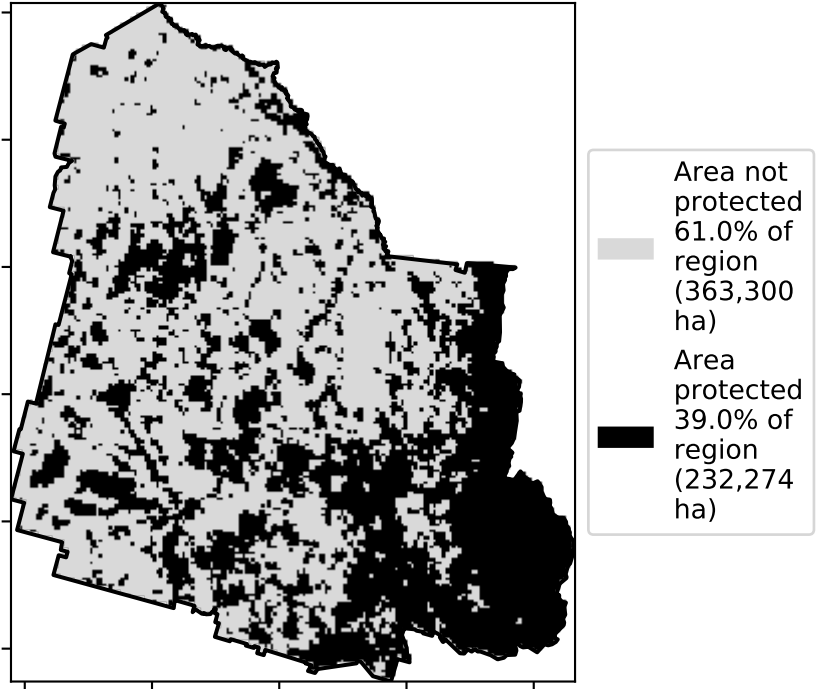 Area not
protected
61.0% of
region
(363,300
ha)
Area
protected
39.0% of
region
(232,274
ha)